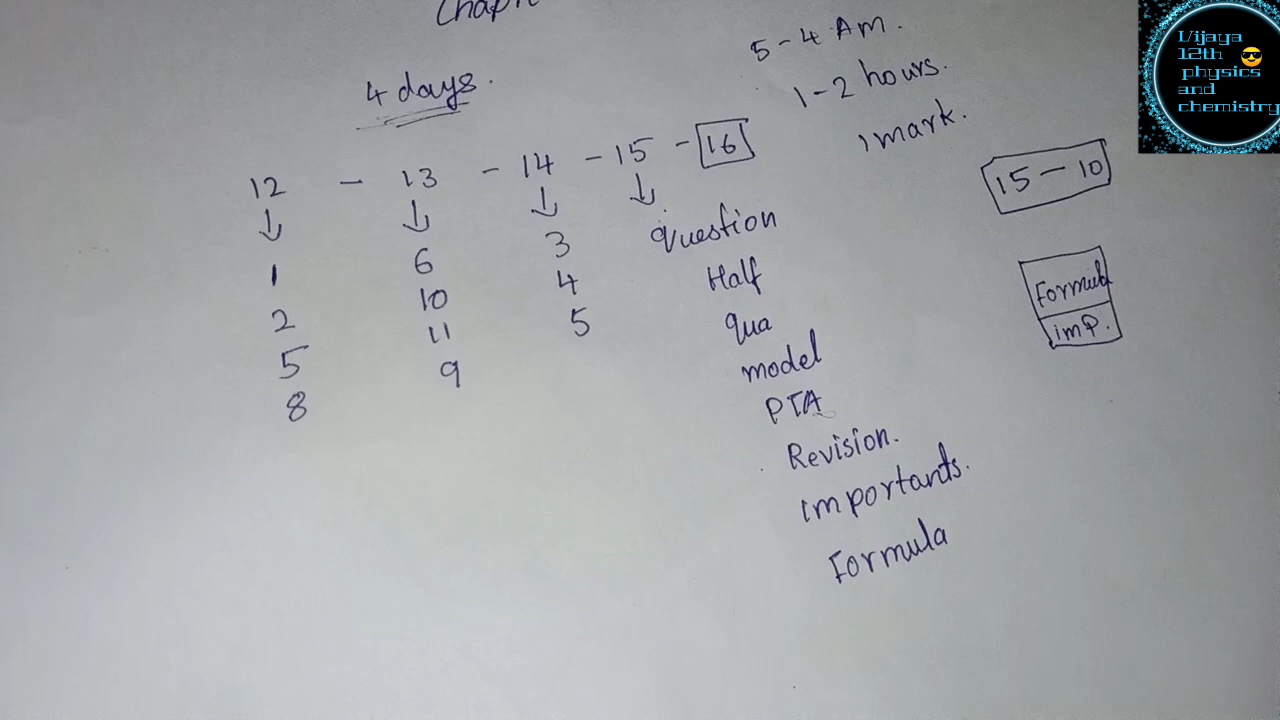 Chapt
5-4 AM.
4 days.
1-2 hours.
1 mark.
12 - 13 - 14 - 15 - 16
15-10
↓ ↓ ↓ ↓
1 6 3 Question
2 10 4 Half
5 11 5 Qua
8 9 model
PTA
Revision.
importants.
Formula
Formula
imp.
Vijaya
12th 😎
physics
and
chemistry